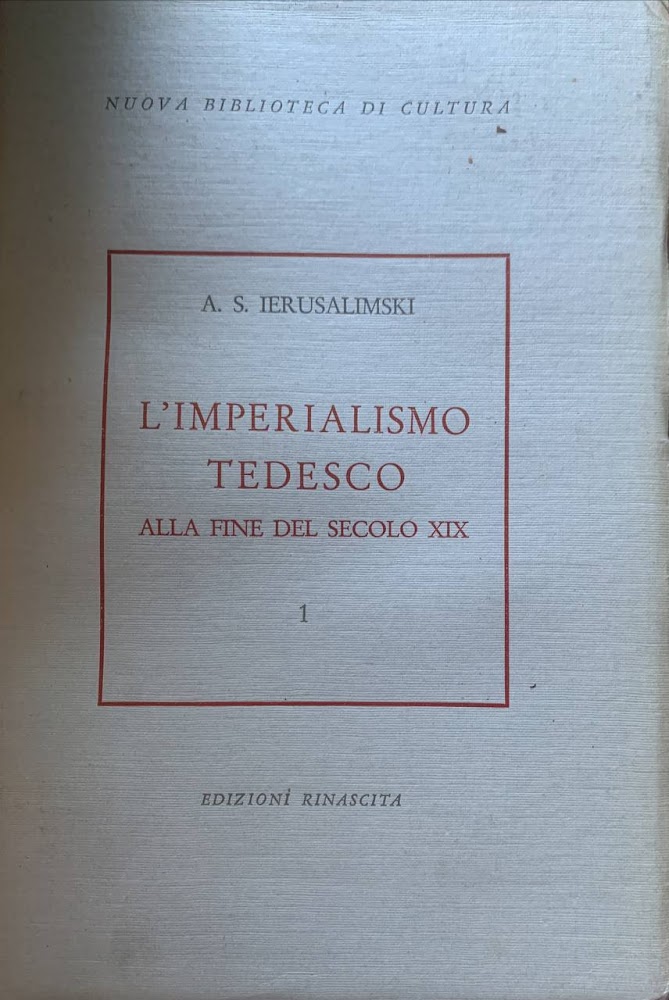 NUOVA BIBLIOTECA DI CULTURA
A. S. IERUSALIMSKI
L'IMPERIALISMO
TEDESCO
ALLA FINE DEL SECOLO XIX
1
EDIZIONI RINASCITA